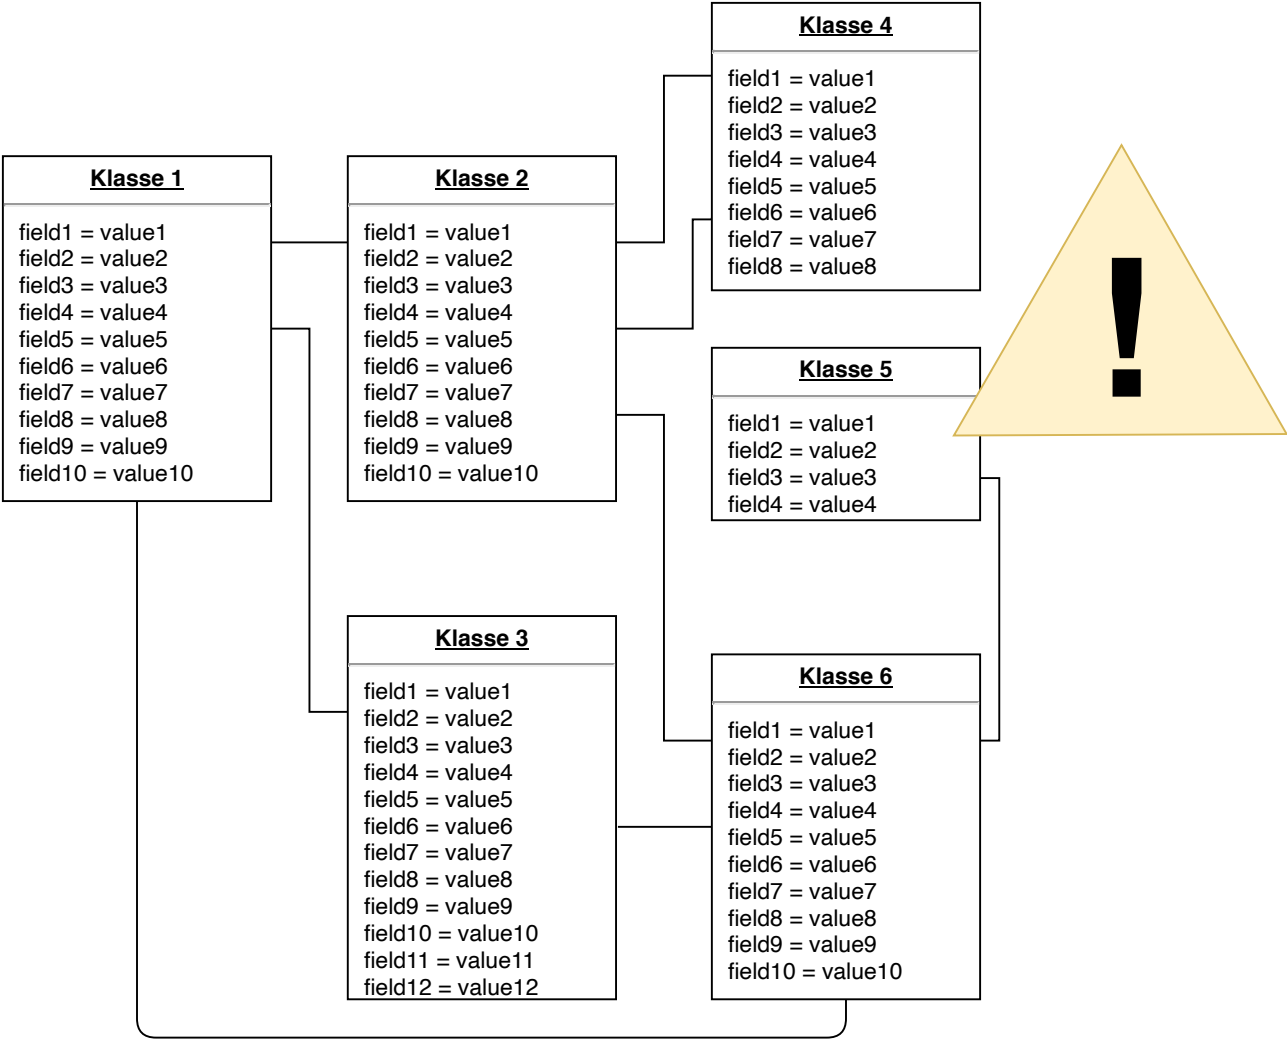 Klasse 1
field1 = value1
field2 = value2
field3 = value3
field4 = value4
field5 = value5
field6 = value6
field7 = value7
field8 = value8
field9 = value9
field10 = value10
Klasse 2
field1 = value1
field2 = value2
field3 = value3
field4 = value4
field5 = value5
field6 = value6
field7 = value7
field8 = value8
field9 = value9
field10 = value10
Klasse 3
field1 = value1
field2 = value2
field3 = value3
field4 = value4
field5 = value5
field6 = value6
field7 = value7
field8 = value8
field9 = value9
field10 = value10
field11 = value11
field12 = value12
Klasse 4
field1 = value1
field2 = value2
field3 = value3
field4 = value4
field5 = value5
field6 = value6
field7 = value7
field8 = value8
Klasse 5
field1 = value1
field2 = value2
field3 = value3
field4 = value4
Klasse 6
field1 = value1
field2 = value2
field3 = value3
field4 = value4
field5 = value5
field6 = value6
field7 = value7
field8 = value8
field9 = value9
field10 = value10
!